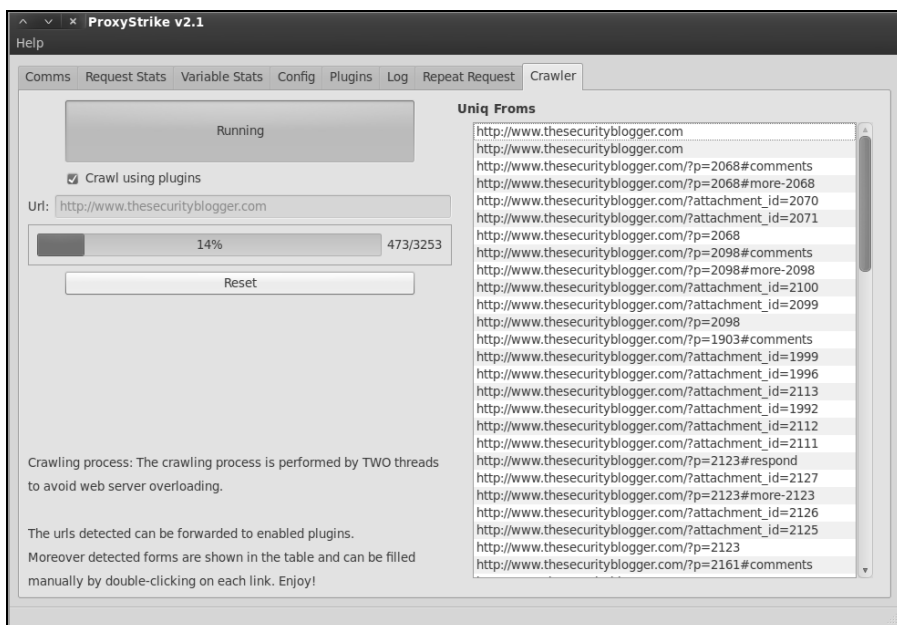 ProxyStrike v2.1
Help
Comms Request Stats Variable Stats Config Plugins Log Repeat Request Crawler
Running
Crawl using plugins
Url: http://www.thesecurityblogger.com
14% 473/3253
Reset
Crawling process: The crawling process is performed by TWO threads
to avoid web server overloading.
The urls detected can be forwarded to enabled plugins.
Moreover detected forms are shown in the table and can be filled
manually by double-clicking on each link. Enjoy!
Uniq Froms
http://www.thesecurityblogger.com
http://www.thesecurityblogger.com
http://www.thesecurityblogger.com/?p=2068#comments
http://www.thesecurityblogger.com/?p=2068#more-2068
http://www.thesecurityblogger.com/?attachment_id=2070
http://www.thesecurityblogger.com/?attachment_id=2071
http://www.thesecurityblogger.com/?p=2068
http://www.thesecurityblogger.com/?p=2098#comments
http://www.thesecurityblogger.com/?p=2098#more-2098
http://www.thesecurityblogger.com/?attachment_id=2100
http://www.thesecurityblogger.com/?attachment_id=2099
http://www.thesecurityblogger.com/?p=2098
http://www.thesecurityblogger.com/?p=1903#comments
http://www.thesecurityblogger.com/?attachment_id=1999
http://www.thesecurityblogger.com/?attachment_id=1996
http://www.thesecurityblogger.com/?attachment_id=2113
http://www.thesecurityblogger.com/?attachment_id=1992
http://www.thesecurityblogger.com/?attachment_id=2112
http://www.thesecurityblogger.com/?attachment_id=2111
http://www.thesecurityblogger.com/?p=2123#respond
http://www.thesecurityblogger.com/?attachment_id=2127
http://www.thesecurityblogger.com/?p=2123#more-2123
http://www.thesecurityblogger.com/?attachment_id=2126
http://www.thesecurityblogger.com/?attachment_id=2125
http://www.thesecurityblogger.com/?p=2123
http://www.thesecurityblogger.com/?p=2161#comments